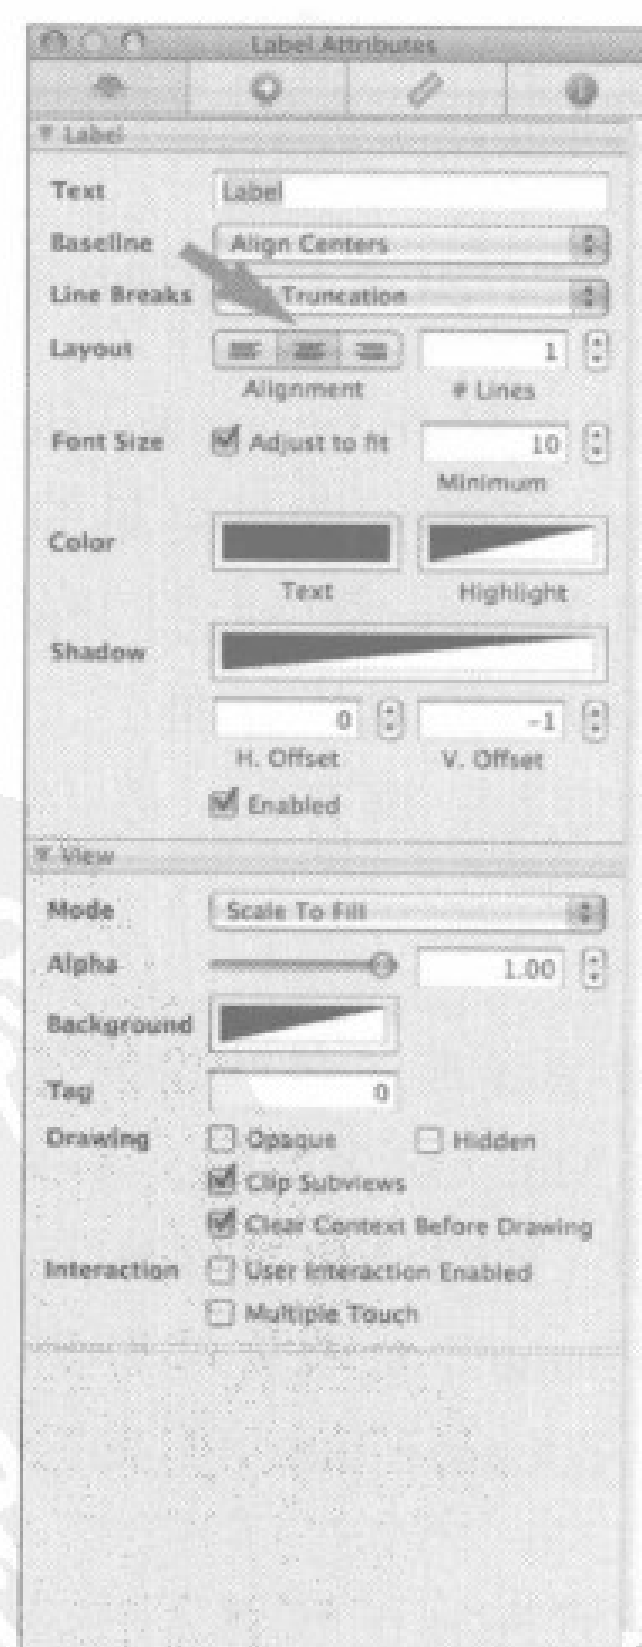 Label Attributes
Label
Text Label
Baseline Align Centers
Line Breaks Truncation
Layout 1
Alignment # Lines
Font Size Adjust to fit 10
Minimum
Color
Text Highlight
Shadow
0 -1
H. Offset V. Offset
Enabled
View
Mode Scale To Fill
Alpha 1.00
Background
Tag 0
Drawing Opaque Hidden
Clip Subviews
Clear Context Before Drawing
Interaction User Interaction Enabled
Multiple Touch